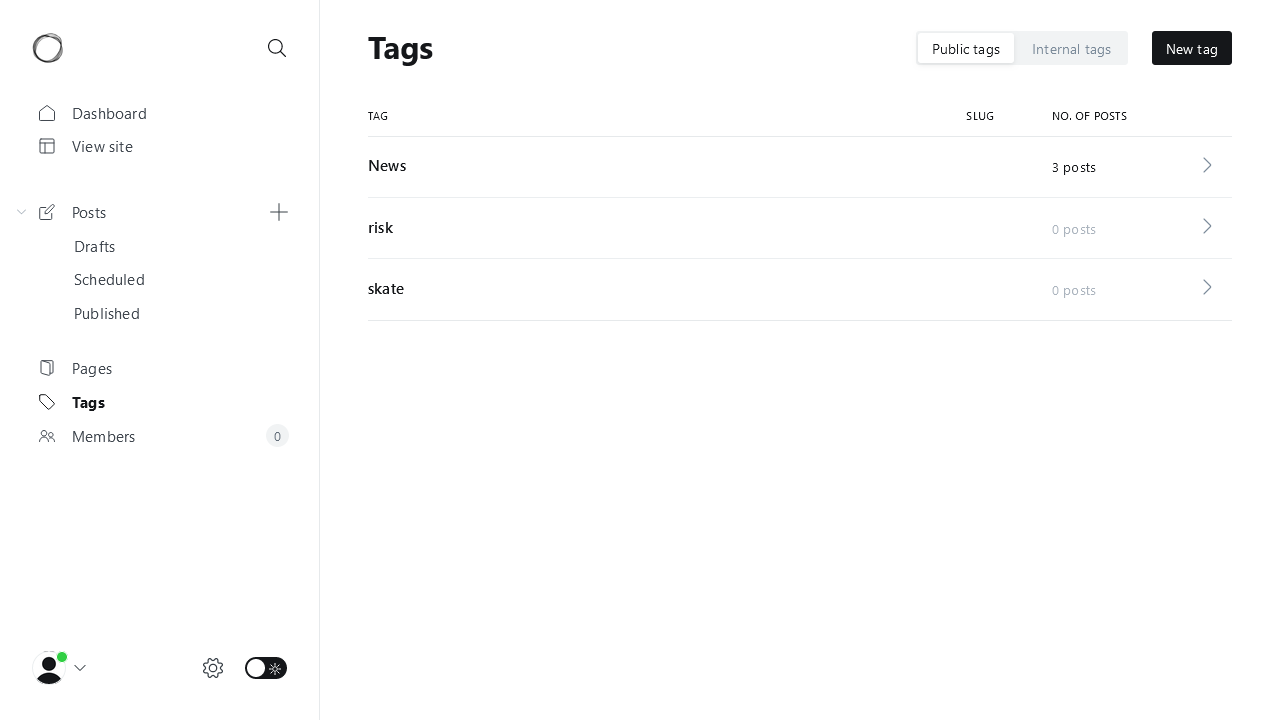 Tags
Public tags
Internal tags
New tag
Dashboard
View site
Posts
Drafts
Scheduled
Published
Pages
Tags
Members
0
TAG
SLUG
NO. OF POSTS
News
3 posts
risk
0 posts
skate
0 posts